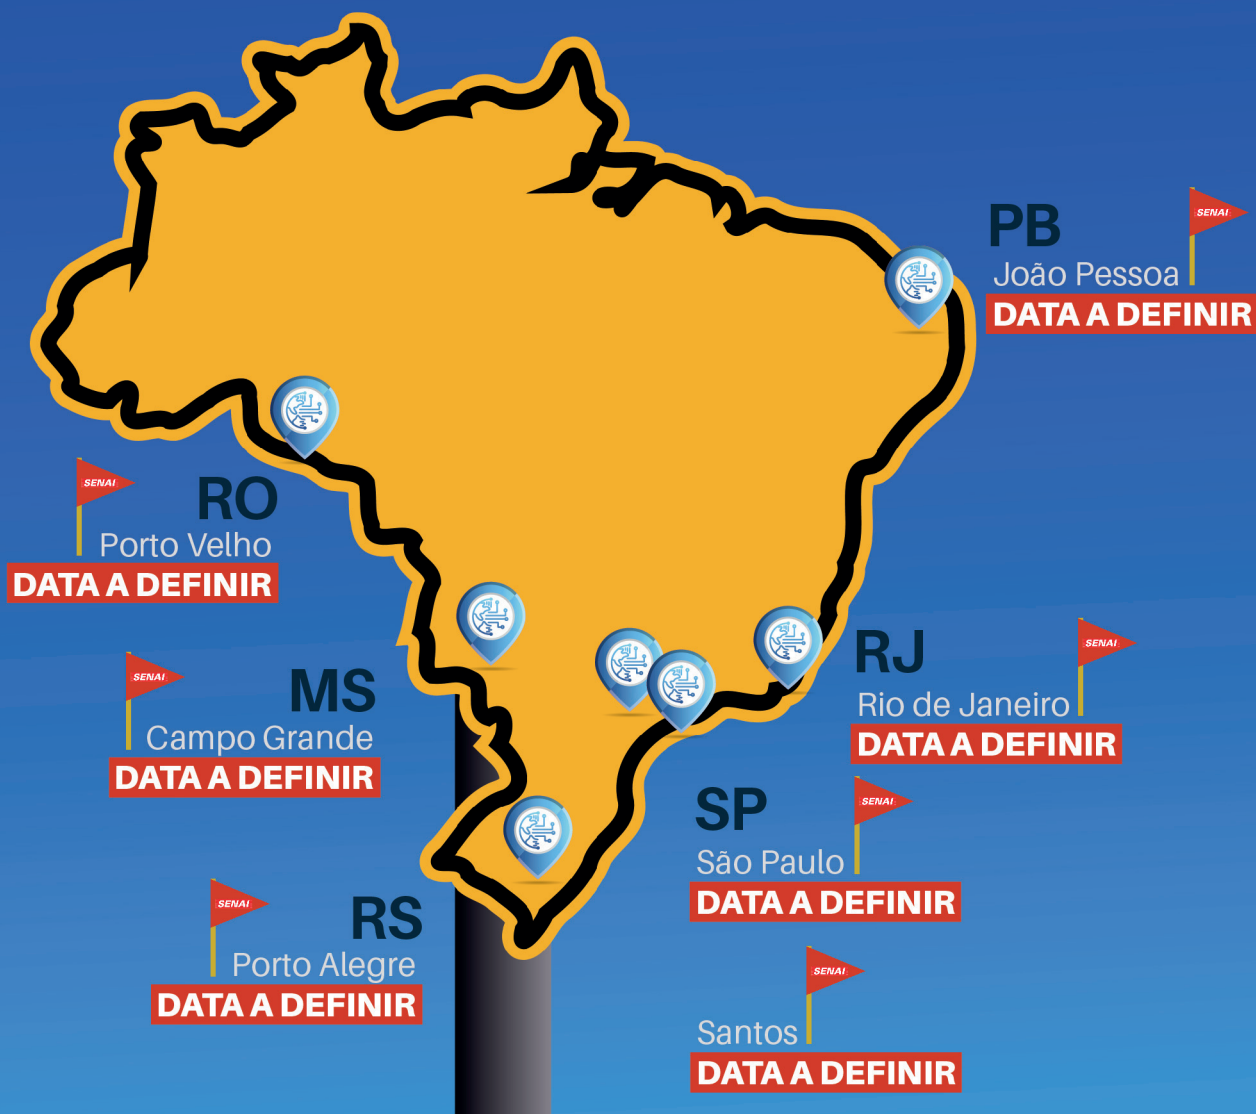 PB
SENAI
João Pessoa
DATA A DEFINIR
SENAI
RO
Porto Velho
DATA A DEFINIR
SENAI
MS
Campo Grande
DATA A DEFINIR
RJ
SENAI
Rio de Janeiro
DATA A DEFINIR
SP
SENAI
São Paulo
DATA A DEFINIR
SENAI
RS
Porto Alegre
DATA A DEFINIR
SENAI
Santos
DATA A DEFINIR